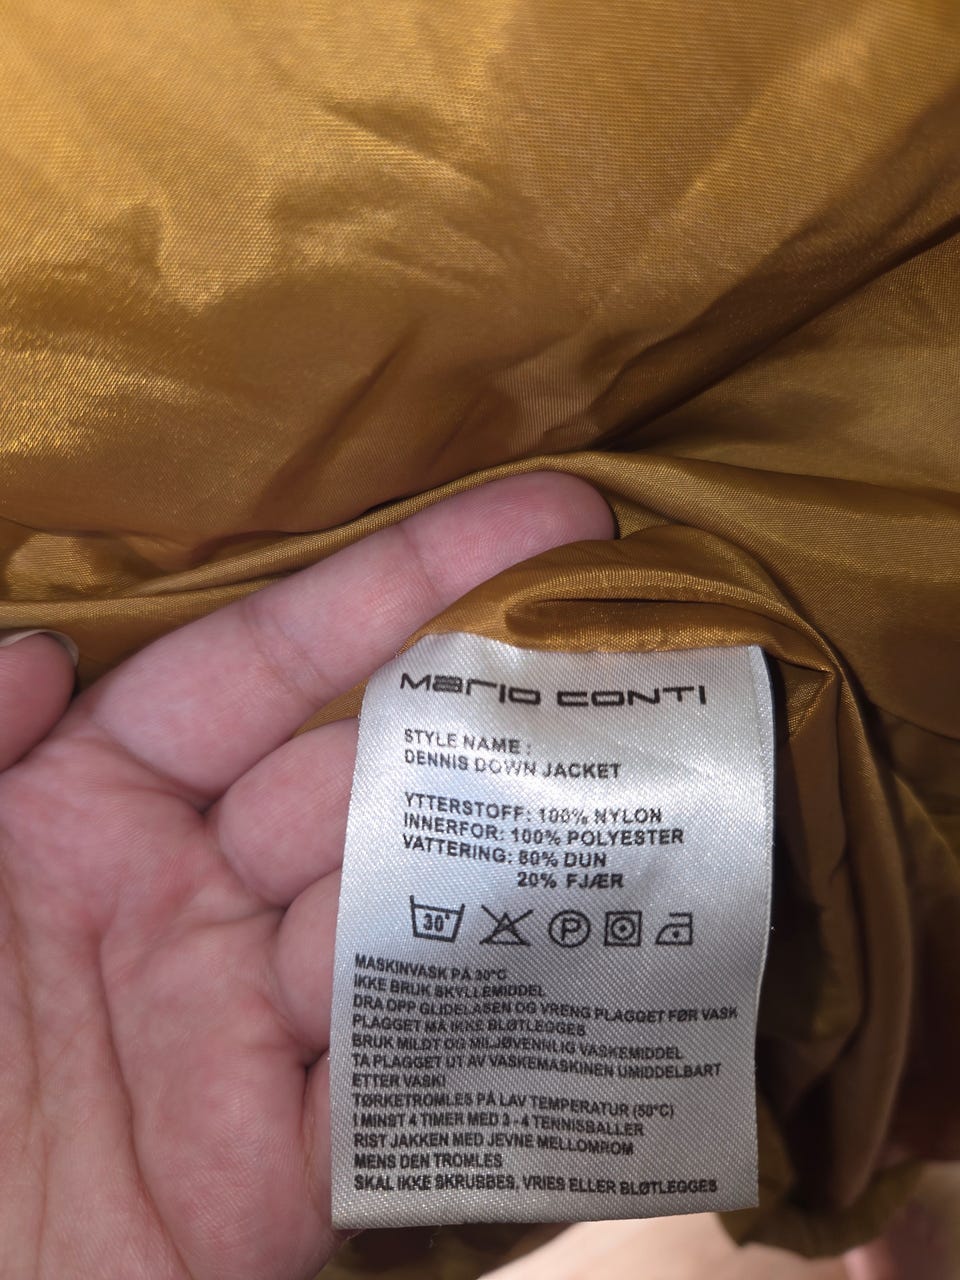 Mario CONTI
STYLE NAME :
DENNIS DOWN JACKET
YTTERSTOFF: 100% NYLON
INNERFOR: 100% POLYESTER
VATTERING: 80% DUN
20% FJÆR
30°
P
MASKINVASK PÅ 30°C
IKKE BRUK SKYLLEMIDDEL
DRA OPP GLIDELÅSEN OG VRENG PLAGGET FØR VASK
PLAGGET MÅ IKKE BLØTLEGGES
BRUK MILDT OG MILJØVENNLIG VASKEMIDDEL
TA PLAGGET UT AV VASKEMASKINEN UMIDDELBART
ETTER VASK!
TØRKETROMLES PÅ LAV TEMPERATUR (50°C)
I MINST 4 TIMER MED 3-4 TENNISBALLER
RIST JAKKEN MED JEVNE MELLOMROM
MENS DEN TROMLES
SKAL IKKE SKRUBBES, VRIES ELLER BLØTLEGGES